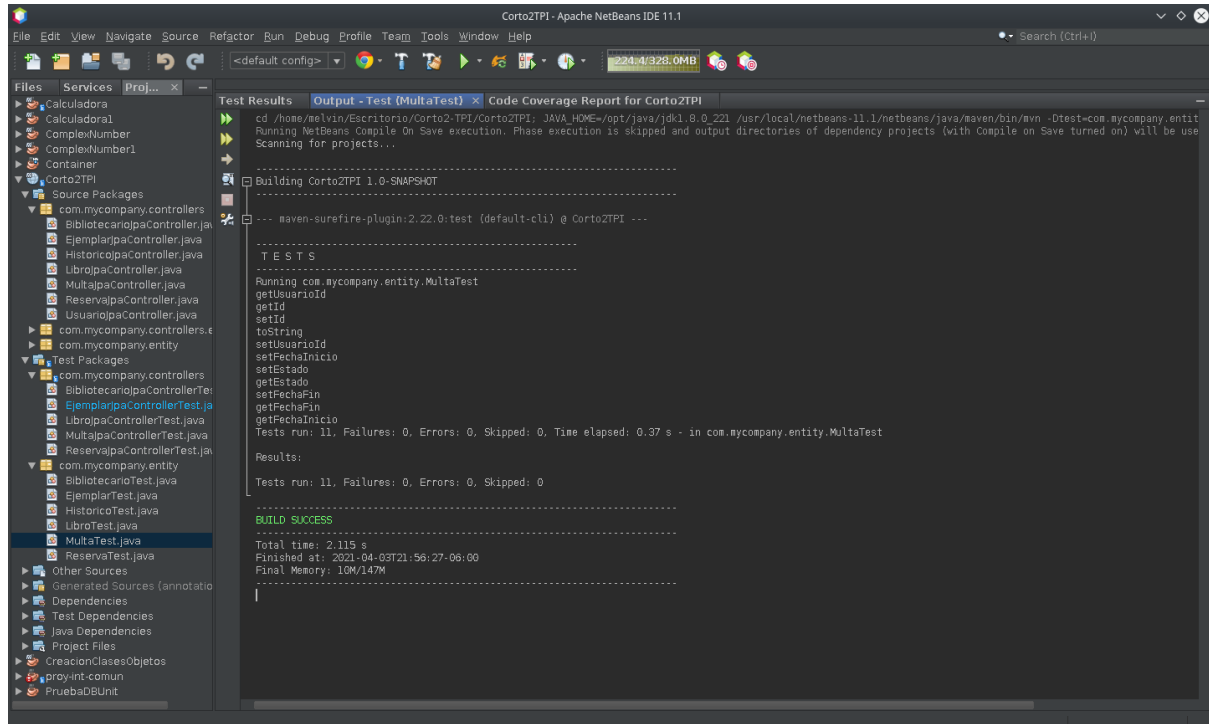 Corto2TPI - Apache NetBeans IDE 11.1
File Edit View Navigate Source Refactor Run Debug Profile Team Tools Window Help
Search (Ctrl+I)
<default config>
224.4/328.0MB
Files Services Proj...
Calculadora
Calculadora1
ComplexNumber
ComplexNumber1
Container
Corto2TPI
Source Packages
com.mycompany.controllers
BibliotecarioJpaController.jav
EjemplarJpaController.java
HistoricoJpaController.java
LibroJpaController.java
MultaJpaController.java
ReservaJpaController.java
UsuarioJpaController.java
com.mycompany.controllers.e
com.mycompany.entity
Test Packages
com.mycompany.controllers
BibliotecarioJpaControllerTes
EjemplarJpaControllerTest.ja
LibroJpaControllerTest.java
MultaJpaControllerTest.java
ReservaJpaControllerTest.jav
com.mycompany.entity
BibliotecarioTest.java
EjemplarTest.java
HistoricoTest.java
LibroTest.java
MultaTest.java
ReservaTest.java
Other Sources
Generated Sources (annotatio
Dependencies
Test Dependencies
Java Dependencies
Project Files
CreacionClasesObjetos
proy-int-comun
PruebaDBUnit
Test Results Output - Test (MultaTest) Code Coverage Report for Corto2TPI
cd /home/melvin/Escritorio/Corto2-TPI/Corto2TPI; JAVA_HOME=/opt/java/jdk1.8.0_221 /usr/local/netbeans-11.1/netbeans/java/maven/bin/mvn -Dtest=com.mycompany.entit
Running NetBeans Compile On Save execution. Phase execution is skipped and output directories of dependency projects (with Compile on Save turned on) will be use
Scanning for projects...
------------------------------------------------------------------------
Building Corto2TPI 1.0-SNAPSHOT
------------------------------------------------------------------------
--- maven-surefire-plugin:2.22.0:test (default-cli) @ Corto2TPI ---
-------------------------------------------------------
T E S T S
-------------------------------------------------------
Running com.mycompany.entity.MultaTest
getUsuarioId
getId
setId
toString
setUsuarioId
setFechaInicio
setEstado
getEstado
setFechaFin
getFechaFin
getFechaInicio
Tests run: 11, Failures: 0, Errors: 0, Skipped: 0, Time elapsed: 0.37 s - in com.mycompany.entity.MultaTest
Results:
Tests run: 11, Failures: 0, Errors: 0, Skipped: 0
------------------------------------------------------------------------
BUILD SUCCESS
------------------------------------------------------------------------
Total time: 2.115 s
Finished at: 2021-04-03T21:56:27-06:00
Final Memory: 10M/147M
------------------------------------------------------------------------